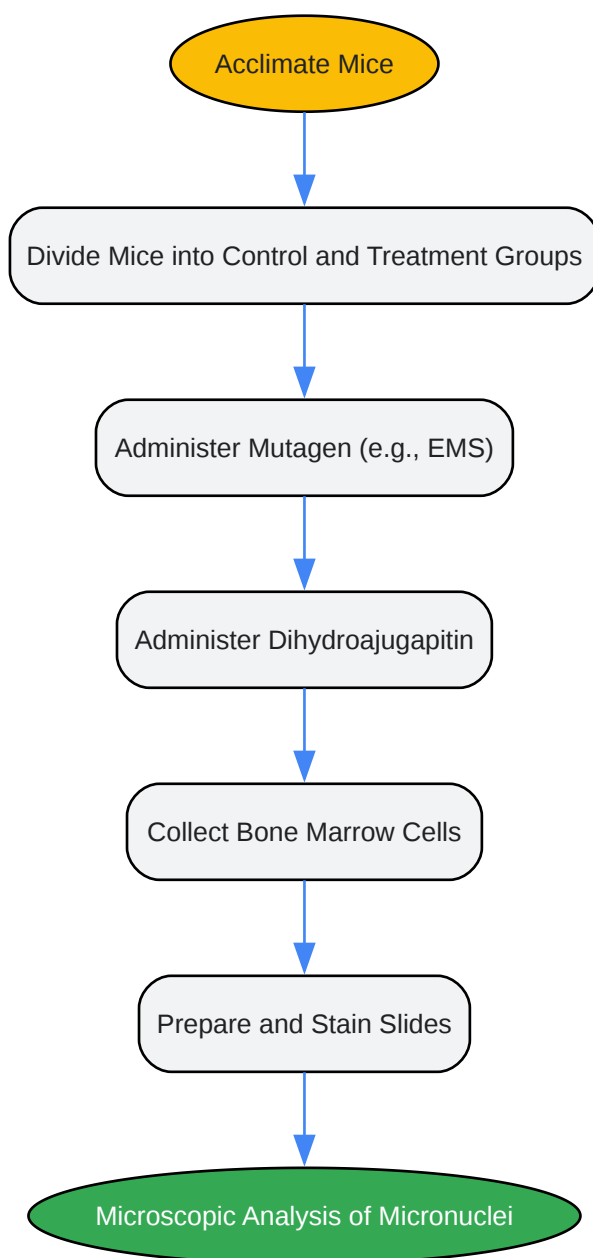 Acclimate Mice
Divide Mice into Control and Treatment Groups
Administer Mutagen (e.g., EMS)
Administer Dihydroajugapitin
Collect Bone Marrow Cells
Prepare and Stain Slides
Microscopic Analysis of Micronuclei